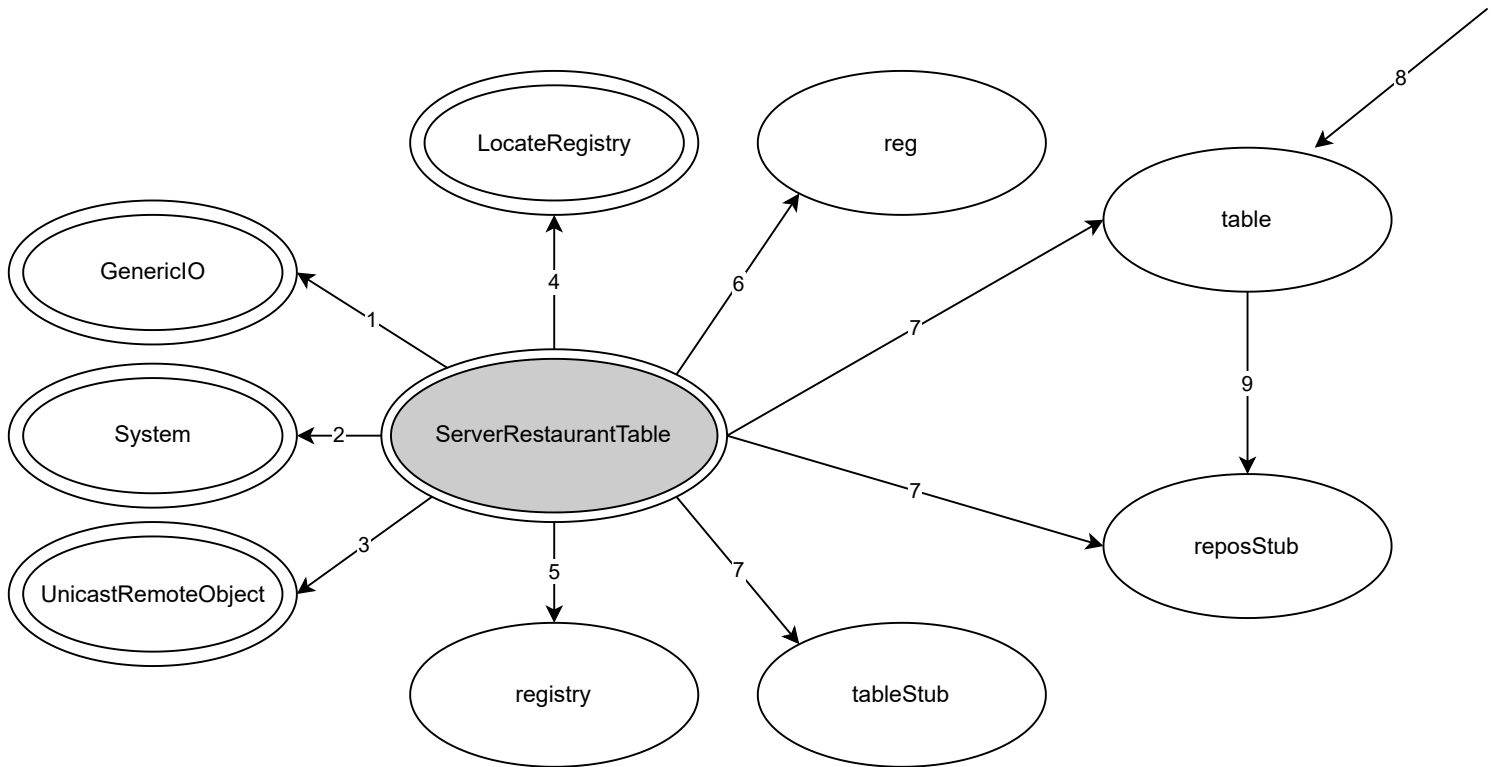 8
LocateRegistry
reg
table
GenericIO
4
6
1
7
9
System
2
ServerRestaurantTable
7
3
5
7
reposStub
UnicastRemoteObject
registry
tableStub